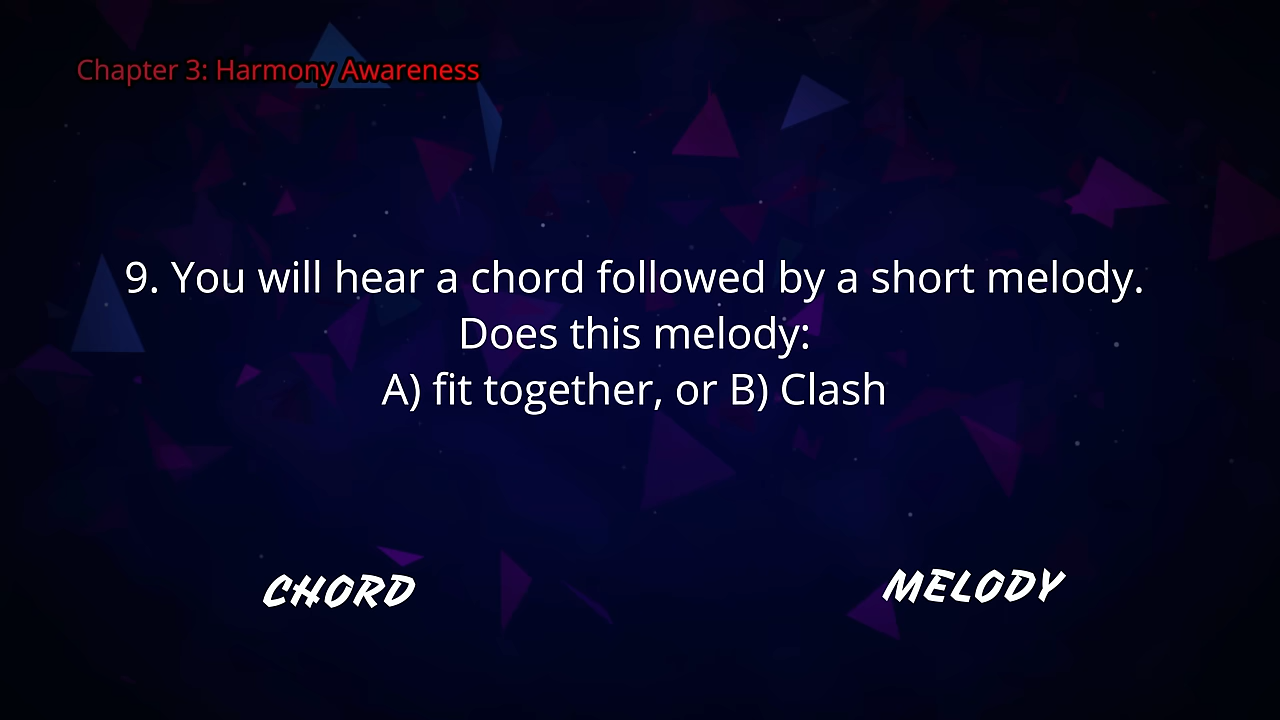 Chapter 3: Harmony Awareness
9. You will hear a chord followed by a short melody.
Does this melody:
A) fit together, or B) Clash
CHORD
MELODY